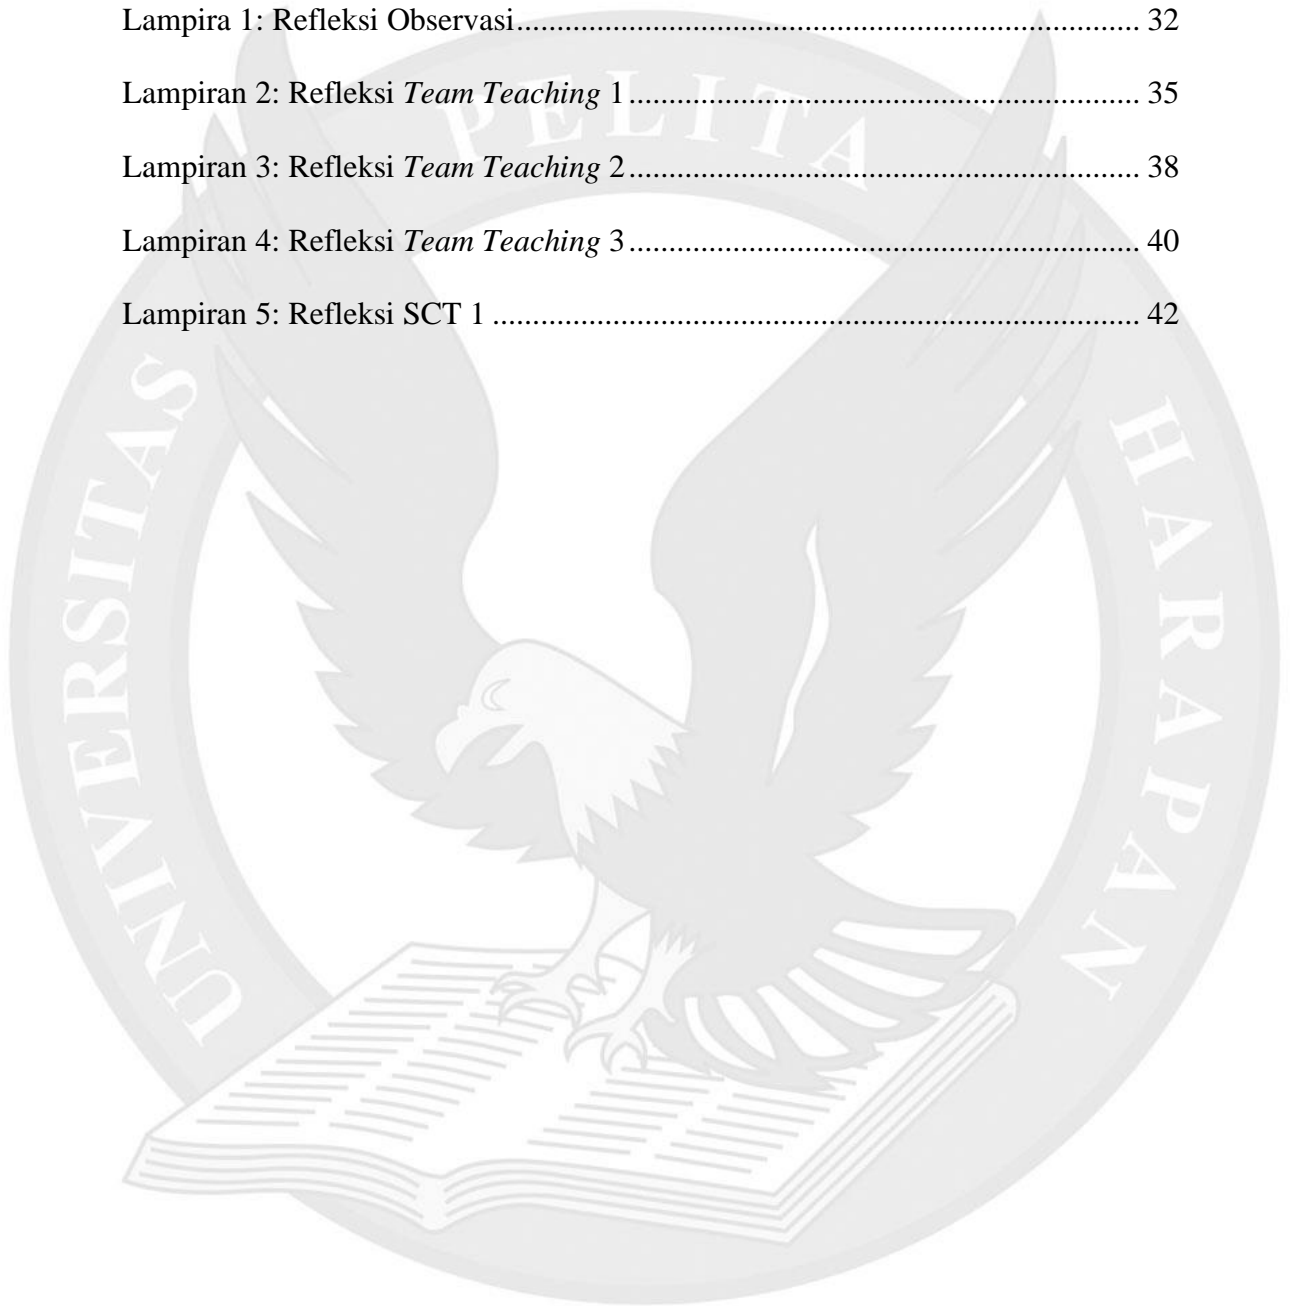 Lampira 1: Refleksi Observasi........................................................................... 32
Lampiran 2: Refleksi Team Teaching 1............................................................. 35
Lampiran 3: Refleksi Team Teaching 2............................................................. 38
Lampiran 4: Refleksi Team Teaching 3............................................................. 40
Lampiran 5: Refleksi SCT 1 .............................................................................. 42
UNIVERSITAS PELITA HARAPAN